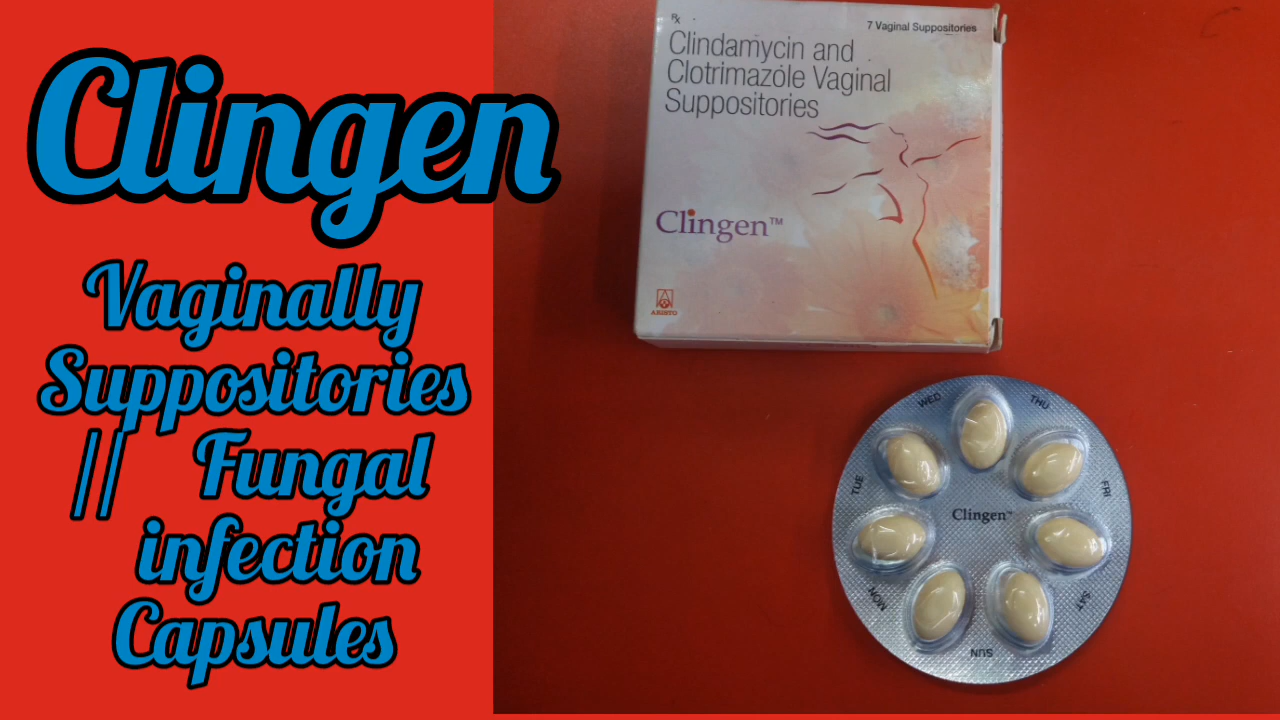 Clingen
Vaginally
Suppositories
|| Fungal
infection
Capsules
Rx
7 Vaginal Suppositories
Clindamycin and
Clotrimazole Vaginal
Suppositories
Clingen™
ARISTO
WED
THU
TUE
FRI
Clingen™
MON
SAT
SUN